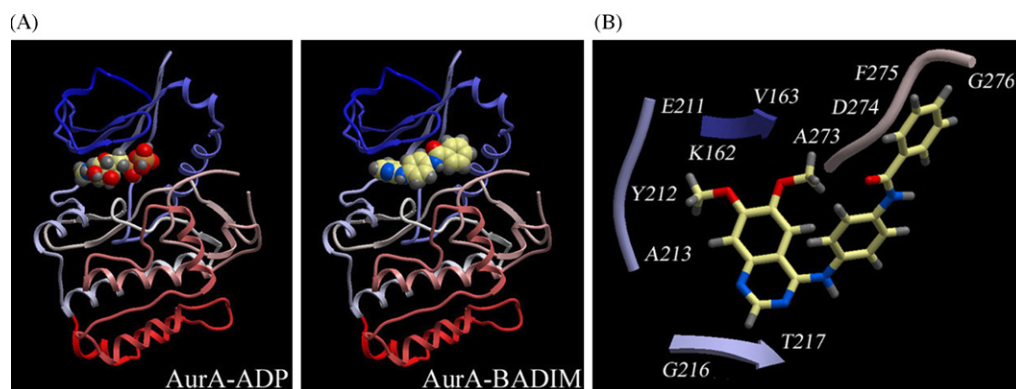 (A)
(B)
AurA-ADP
AurA-BADIM
F275
G276
E211
V163
D274
K162
A273
Y212
A213
T217
G216